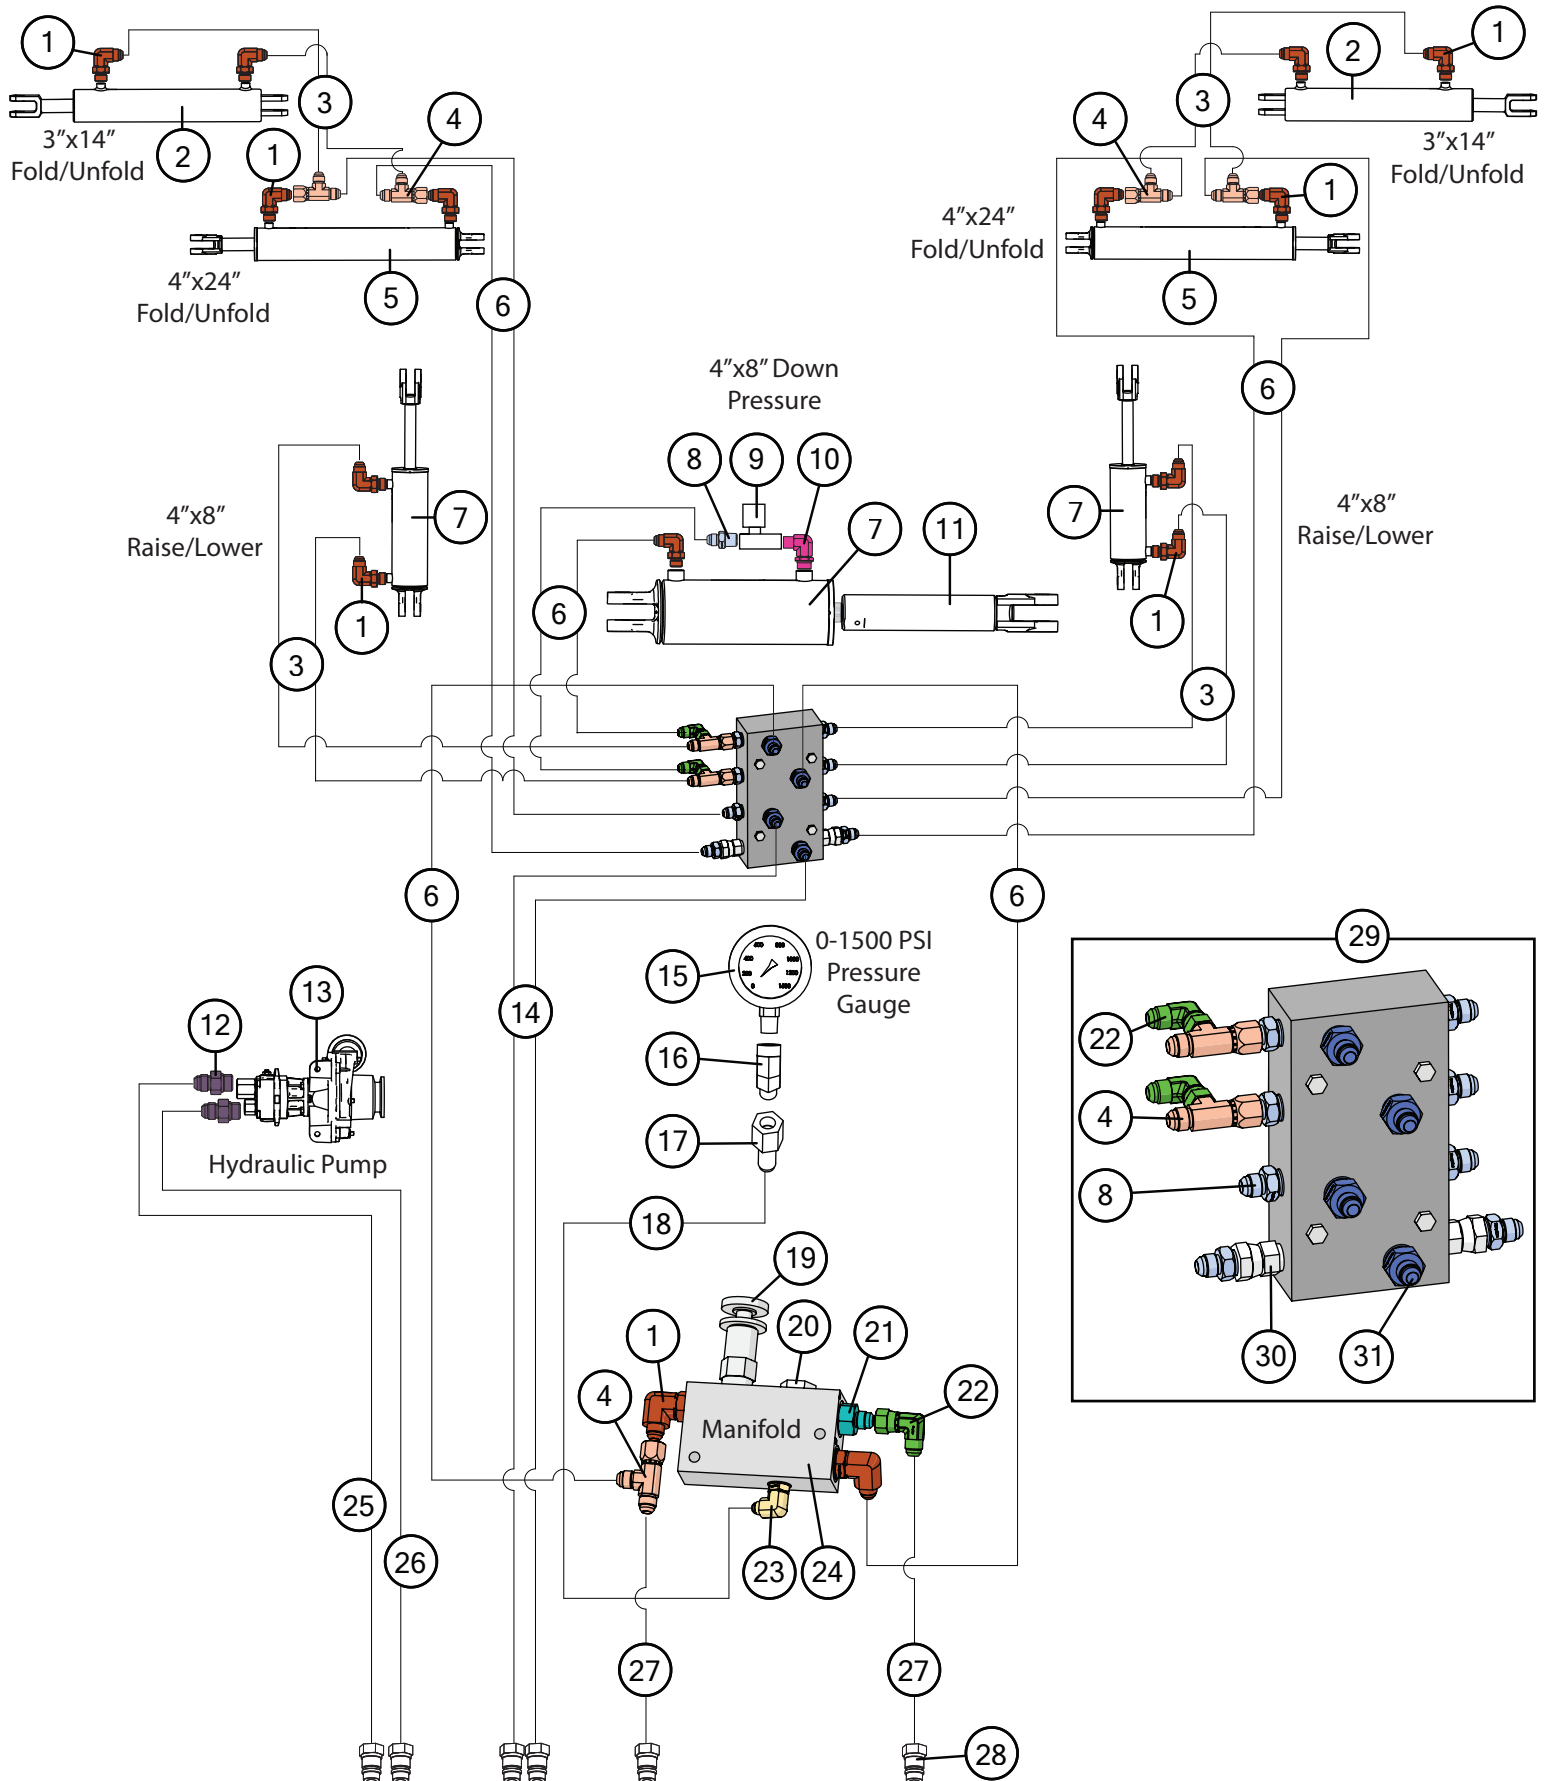 1
2
3"x14"
Fold/Unfold
3
4
1
4"x24"
Fold/Unfold
5
6
1
2
3
3"x14"
Fold/Unfold
4
1
4"x24"
Fold/Unfold
5
6
4"x8"
Raise/Lower
7
1
3
4"x8" Down
Pressure
8
9
10
7
11
6
7
4"x8"
Raise/Lower
1
3
6
6
14
12
13
Hydraulic Pump
15
0-1500 PSI
Pressure
Gauge
16
17
18
19
20
21
22
1
4
Manifold
23
24
25
26
27
27
28
29
22
4
8
30
31